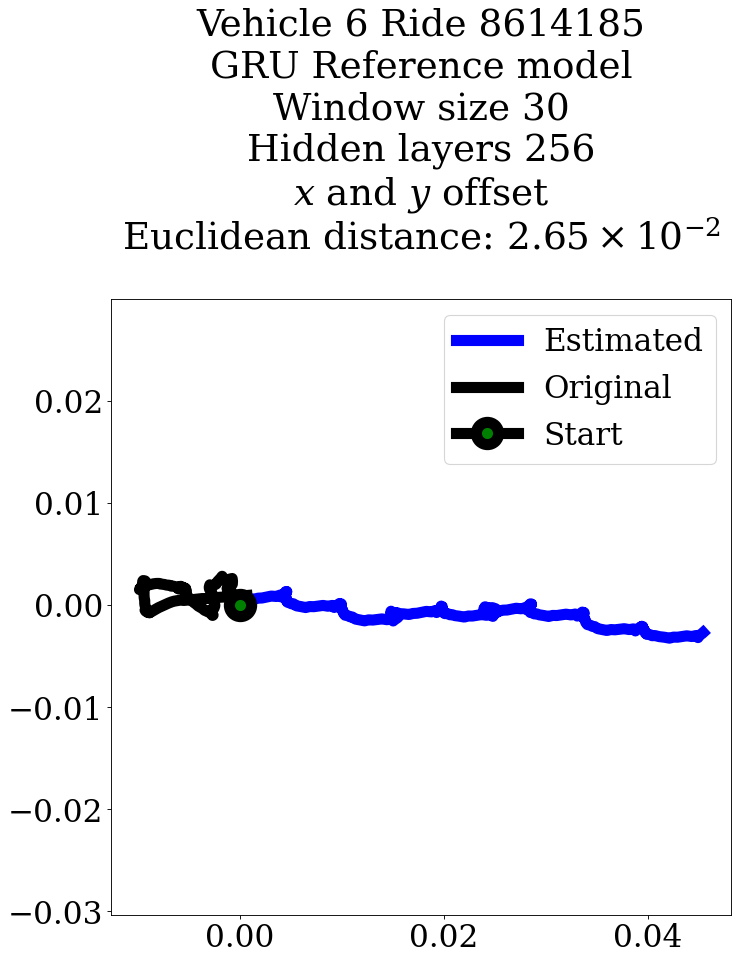 Vehicle 6 Ride 8614185
GRU Reference model
Window size 30
Hidden layers 256
x and y offset
Euclidean distance: 2.65 × 10⁻²
Estimated
Original
Start
0.02
0.01
0.00
−0.01
−0.02
−0.03
0.00 0.02 0.04